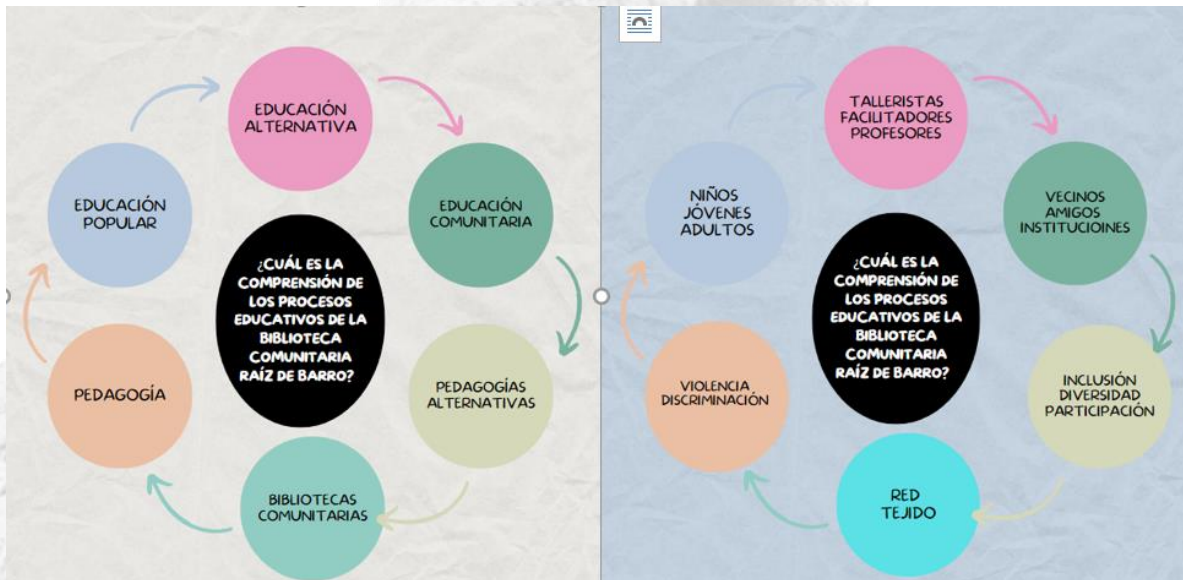 EDUCACIÓN
ALTERNATIVA
EDUCACIÓN
COMUNITARIA
PEDAGOGÍAS
ALTERNATIVAS
BIBLIOTECAS
COMUNITARIAS
PEDAGOGÍA
EDUCACIÓN
POPULAR
¿CUÁL ES LA
COMPRENSIÓN DE
LOS PROCESOS
EDUCATIVOS DE LA
BIBLIOTECA
COMUNITARIA
RAÍZ DE BARRO?
TALLERISTAS
FACILITADORES
PROFESORES
VECINOS
AMIGOS
INSTITUCIOINES
INCLUSIÓN
DIVERSIDAD
PARTICIPACIÓN
RED
TEJIDO
VIOLENCIA
DISCRIMINACIÓN
NIÑOS
JÓVENES
ADULTOS
¿CUÁL ES LA
COMPRENSIÓN DE
LOS PROCESOS
EDUCATIVOS DE LA
BIBLIOTECA
COMUNITARIA
RAÍZ DE BARRO?